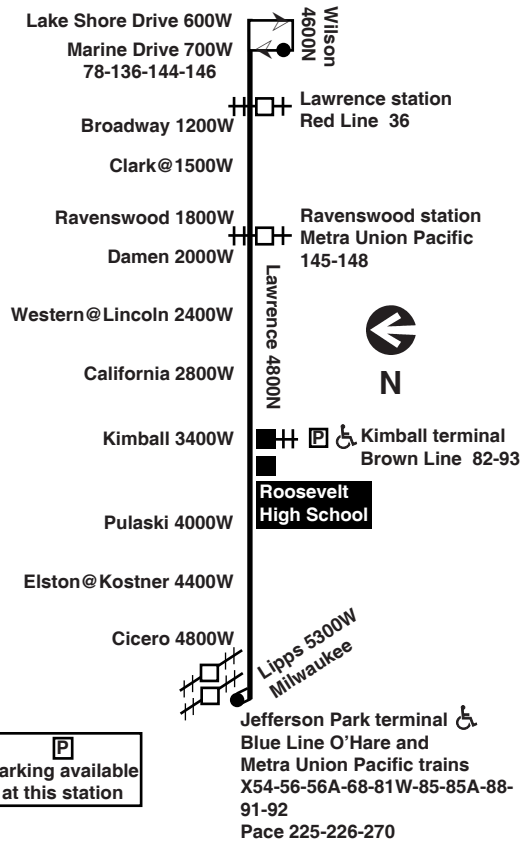 Lake Shore Drive 600W
Marine Drive 700W
78-136-144-146
Wilson
4600N
Lawrence station
Red Line 36
Broadway 1200W
Clark@1500W
Ravenswood 1800W
Ravenswood station
Metra Union Pacific
145-148
Damen 2000W
Lawrence 4800N
Western@Lincoln 2400W
California 2800W
N
Kimball 3400W
P
Kimball terminal
Brown Line 82-93
Roosevelt
High School
Pulaski 4000W
Elston@Kostner 4400W
Cicero 4800W
Lipps 5300W
Milwaukee
Jefferson Park terminal
Blue Line O'Hare and
Metra Union Pacific trains
X54-56-56A-68-81W-85-85A-88-
91-92
Pace 225-226-270
P
arking available
at this station